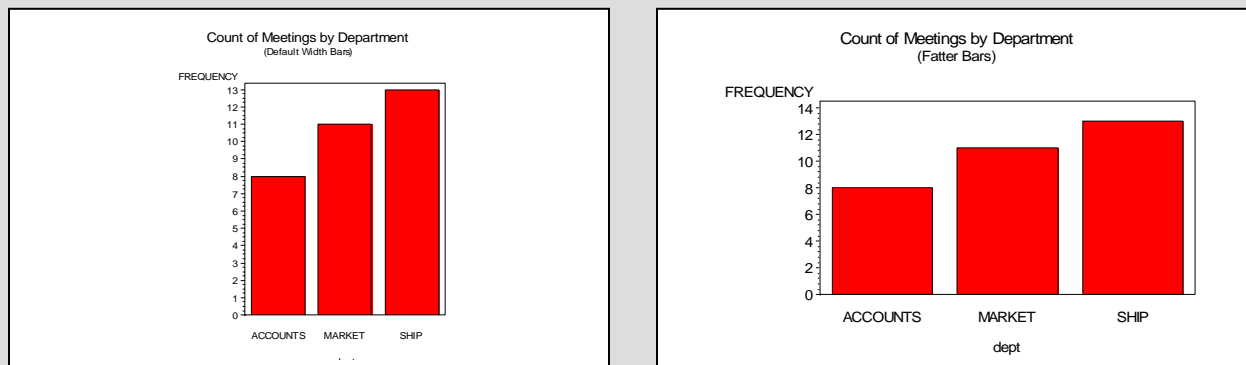 Count of Meetings by Department
(Default Width Bars)
FREQUENCY
13
12
11
10
9
8
7
6
5
4
3
2
1
0
ACCOUNTS MARKET SHIP
Count of Meetings by Department
(Fatter Bars)
FREQUENCY
14
12
10
8
6
4
2
0
ACCOUNTS MARKET SHIP
dept